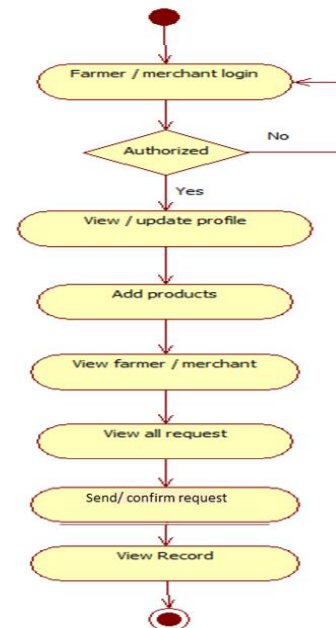 Farmer / merchant login
No
Authorized
Yes
View / update profile
Add products
View farmer / merchant
View all request
Send/ confirm request
View Record